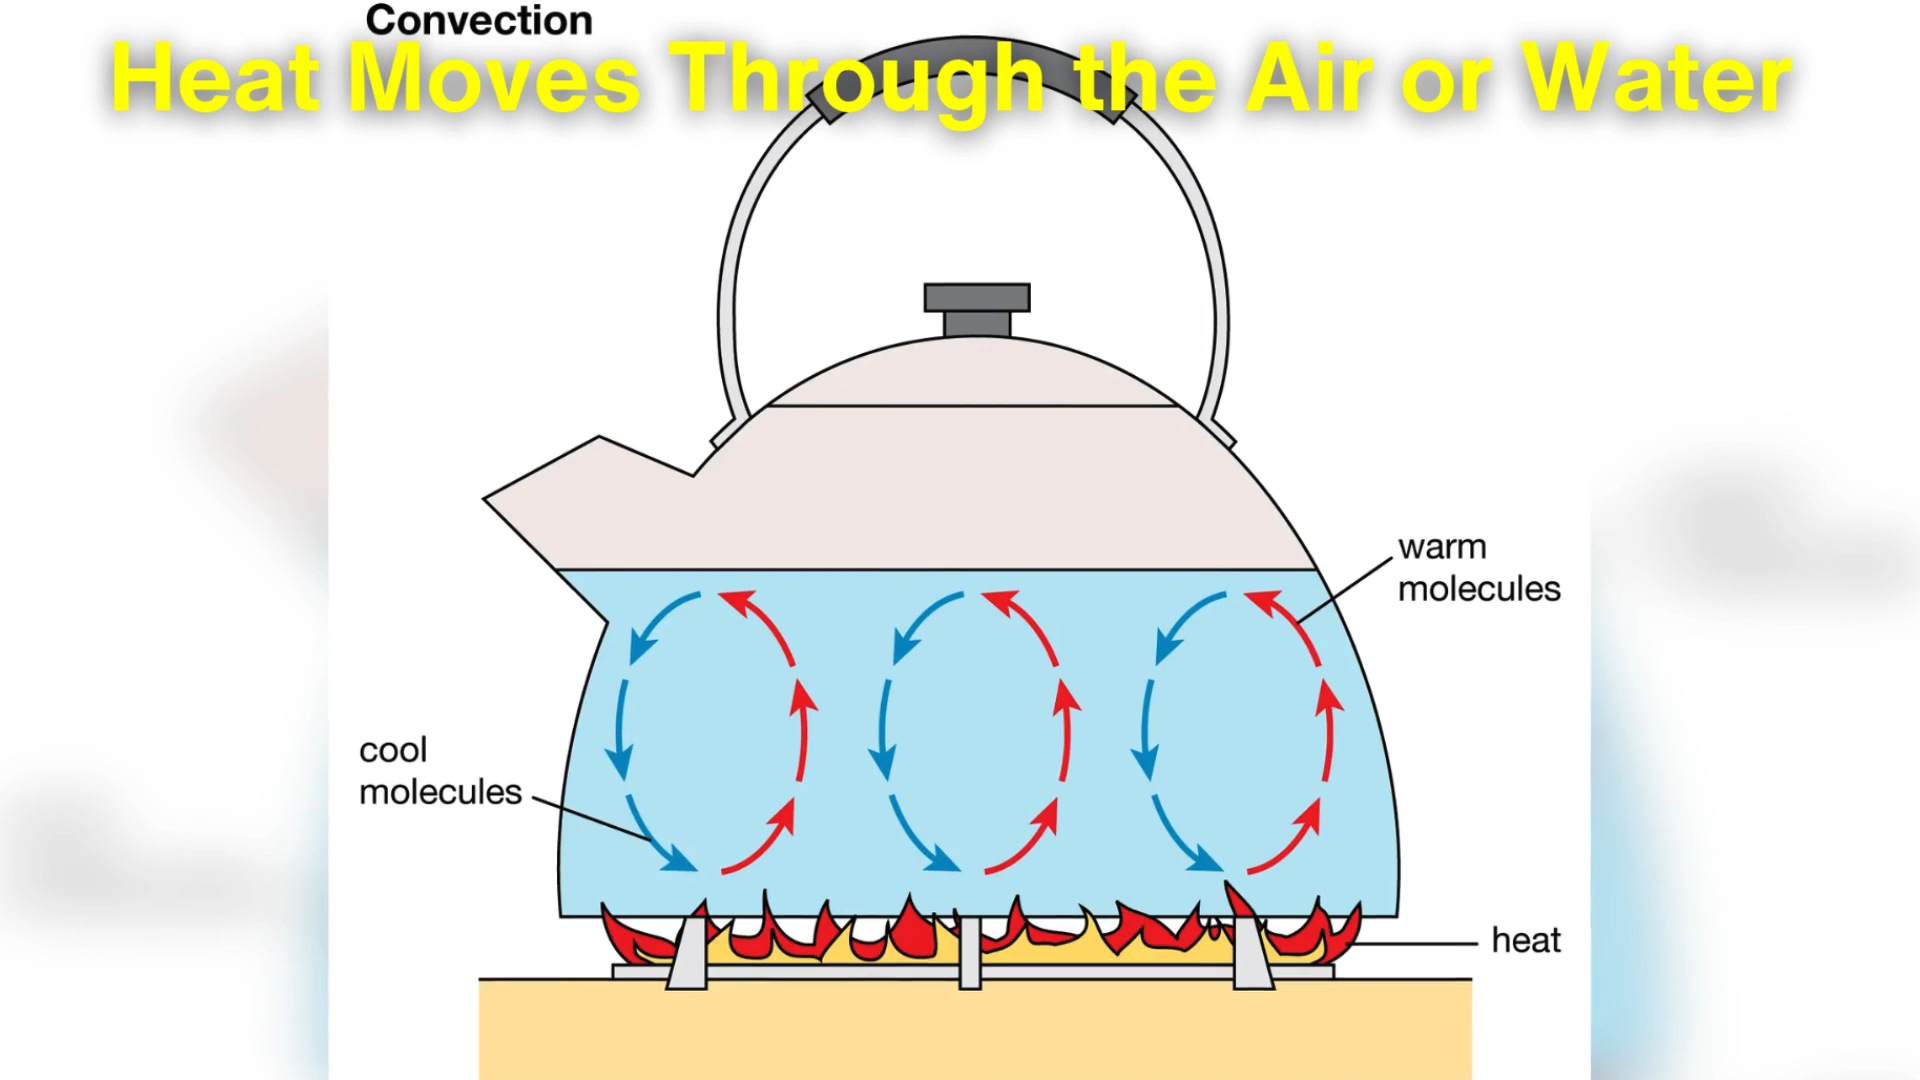 Convection
Heat Moves Through the Air or Water
warm
molecules
cool
molecules
heat